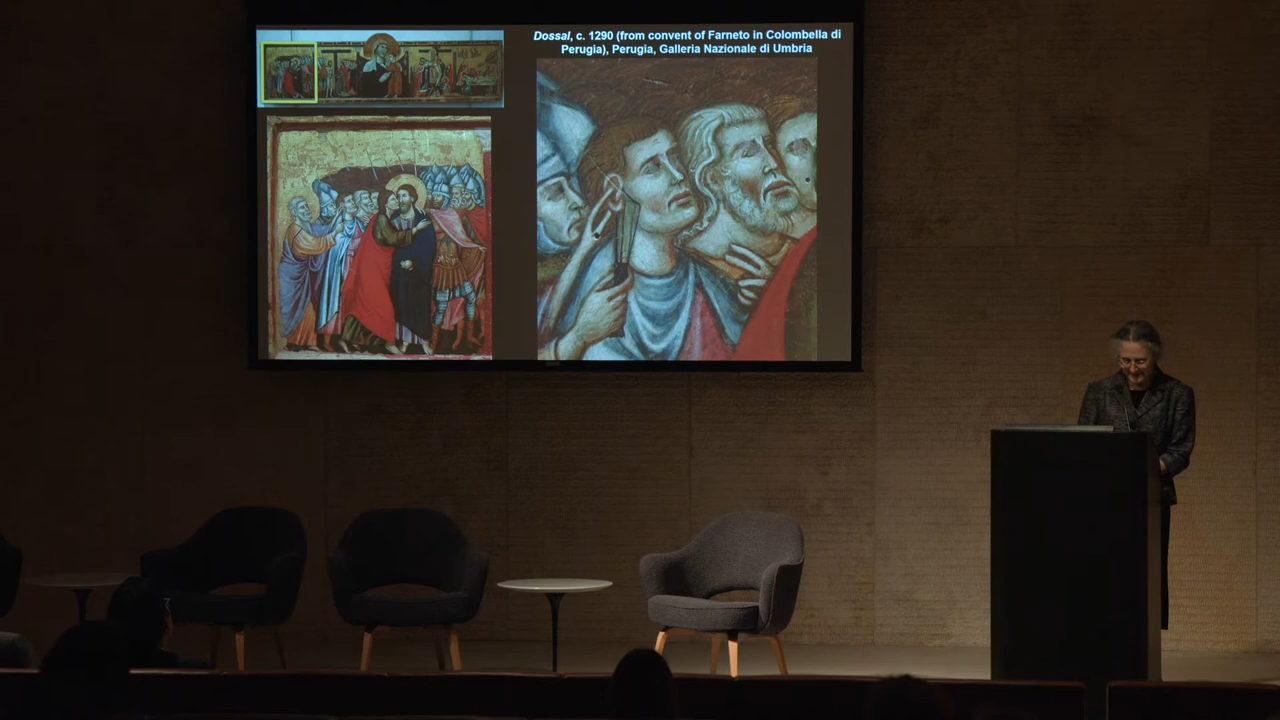 Dossal, c. 1290 (from convent of Farneto in Colombella di
Perugia), Perugia, Galleria Nazionale di Umbria